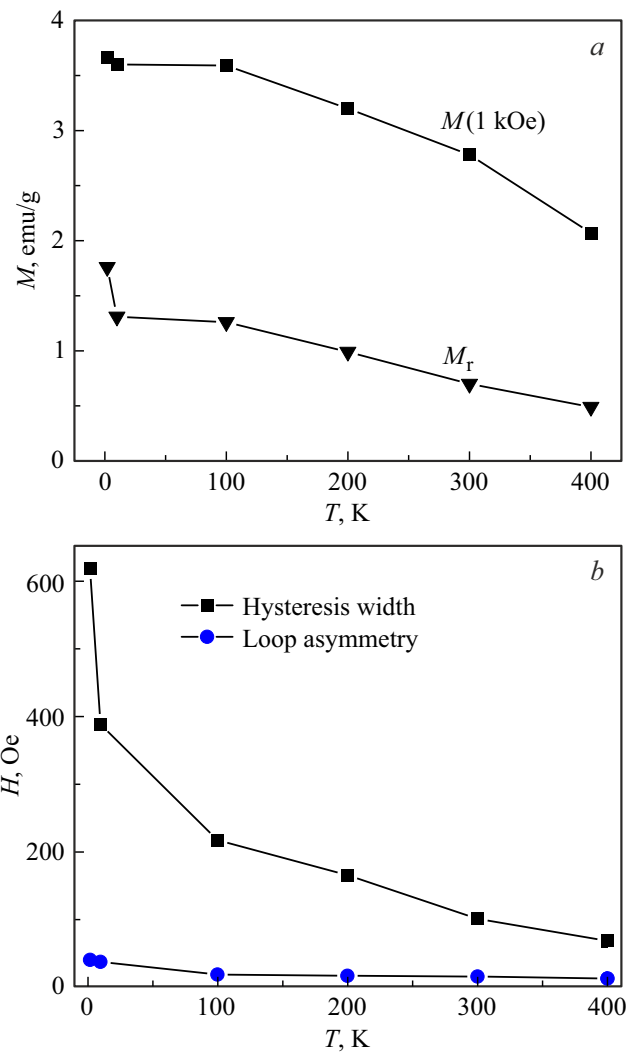 a
4
3
2
1
0
M, emu/g
M(1 kOe)
M_r
0 100 200 300 400
T, K
b
600
400
200
0
H, Oe
Hysteresis width
Loop asymmetry
0 100 200 300 400
T, K